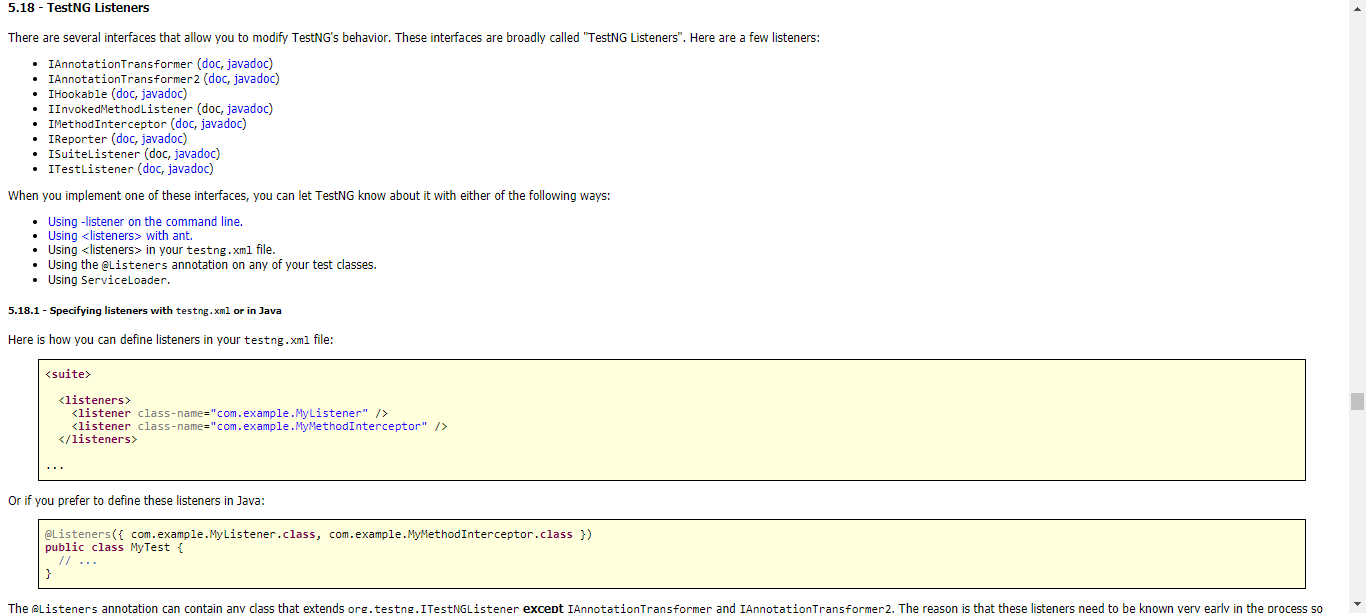 5.18 - TestNG Listeners
There are several interfaces that allow you to modify TestNG's behavior. These interfaces are broadly called "TestNG Listeners". Here are a few listeners:
• IAnnotationTransformer (doc, javadoc)
• IAnnotationTransformer2 (doc, javadoc)
• IHookable (doc, javadoc)
• IInvokedMethodListener (doc, javadoc)
• IMethodInterceptor (doc, javadoc)
• IReporter (doc, javadoc)
• ISuiteListener (doc, javadoc)
• ITestListener (doc, javadoc)
When you implement one of these interfaces, you can let TestNG know about it with either of the following ways:
• Using -listener on the command line.
• Using <listeners> with ant.
• Using <listeners> in your testng.xml file.
• Using the @Listeners annotation on any of your test classes.
• Using ServiceLoader.
5.18.1 - Specifying listeners with testng.xml or in Java
Here is how you can define listeners in your testng.xml file:
<suite>
<listeners>
<listener class-name="com.example.MyListener" />
<listener class-name="com.example.MyMethodInterceptor" />
</listeners>
...
Or if you prefer to define these listeners in Java:
@Listeners({ com.example.MyListener.class, com.example.MyMethodInterceptor.class })
public class MyTest {
// ...
}
The @Listeners annotation can contain any class that extends org.testng.ITestNGListener except IAnnotationTransformer and IAnnotationTransformer2. The reason is that these listeners need to be known very early in the process so